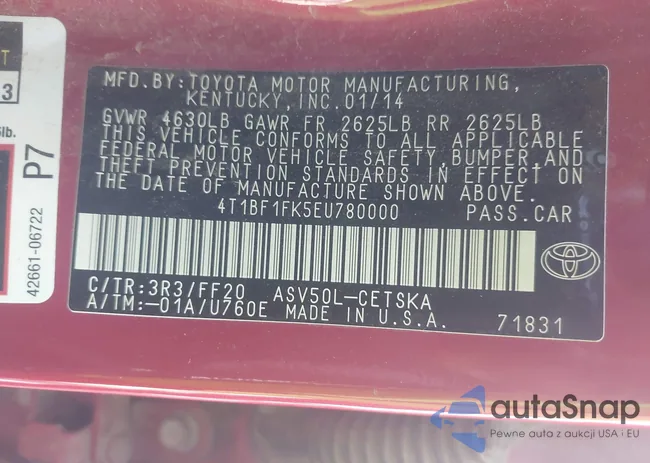 MFD.BY:TOYOTA MOTOR MANUFACTURING,
KENTUCKY,INC.01/14
GVWR 4630LB GAWR FR 2625LB RR 2625LB
THIS VEHICLE CONFORMS TO ALL APPLICABLE
FEDERAL MOTOR VEHICLE SAFETY,BUMPER,AND
THEFT PREVENTION STANDARDS IN EFFECT ON
THE DATE OF MANUFACTURE SHOWN ABOVE.
4T1BF1FK5EU780000 PASS.CAR
C/TR:3R3/FF20 ASV50L-CETSKA
A/TM:-01A/U760E MADE IN U.S.A. 71831
3
lb.
P7
42661-06722
autaSnap
Pewne auta z aukcji USA i EU